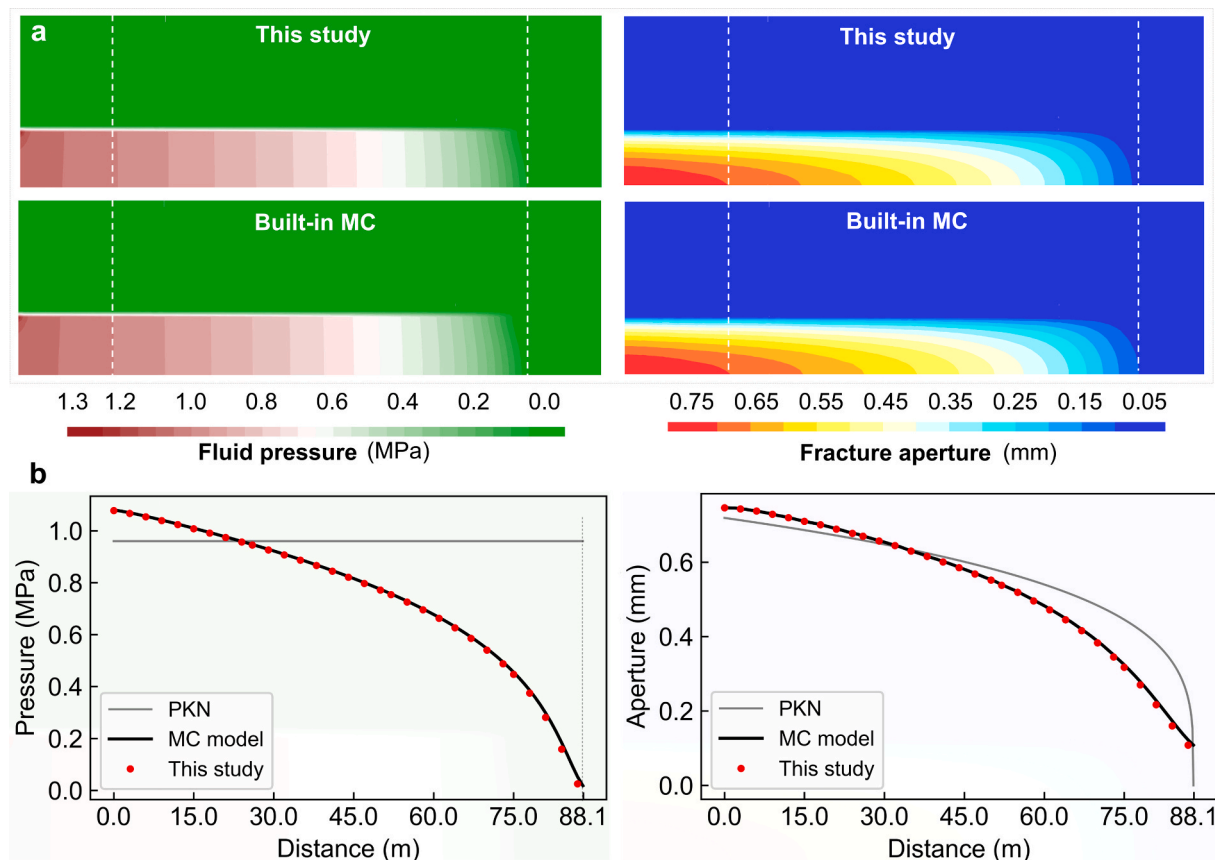 a
This study
This study
Built-in MC
Built-in MC
1.3 1.2 1.0 0.8 0.6 0.4 0.2 0.0
Fluid pressure (MPa)
0.75 0.65 0.55 0.45 0.35 0.25 0.15 0.05
Fracture aperture (mm)
b
Pressure (MPa)
1.0
0.8
0.6
0.4
0.2
0.0
PKN
MC model
This study
0.0 15.0 30.0 45.0 60.0 75.0 88.1
Distance (m)
Aperture (mm)
0.6
0.4
0.2
0.0
PKN
MC model
This study
0.0 15.0 30.0 45.0 60.0 75.0 88.1
Distance (m)